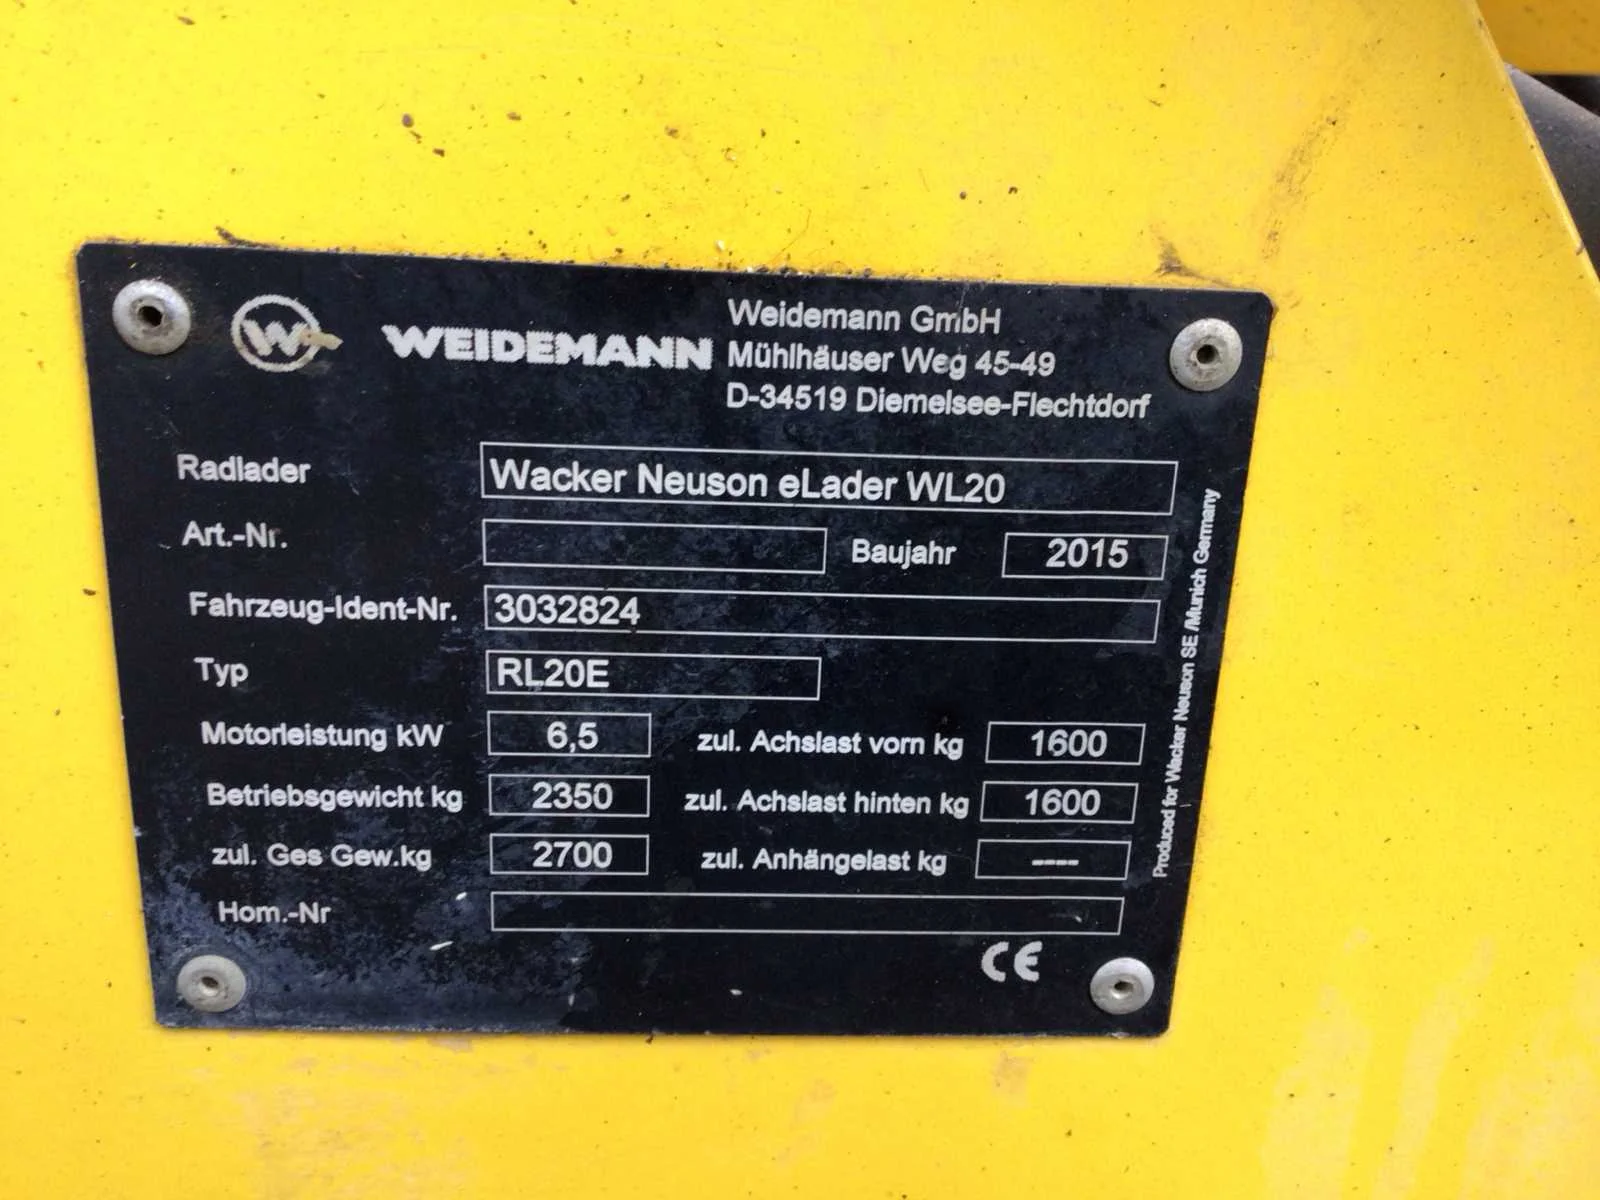 W WEIDEMANN
Weidemann GmbH
Mühlhäuser Weg 45-49
D-34519 Diemelsee-Flechtdorf
Radlader Wacker Neuson eLader WL20
Art.-Nr. Baujahr 2015
Fahrzeug-Ident-Nr. 3032824
Typ RL20E
Motorleistung kW 6,5 zul. Achslast vorn kg 1600
Betriebsgewicht kg 2350 zul. Achslast hinten kg 1600
zul. Ges Gew.kg 2700 zul. Anhängelast kg ----
Hom.-Nr
CE
Produced for Wacker Neuson SE /Munich Germany